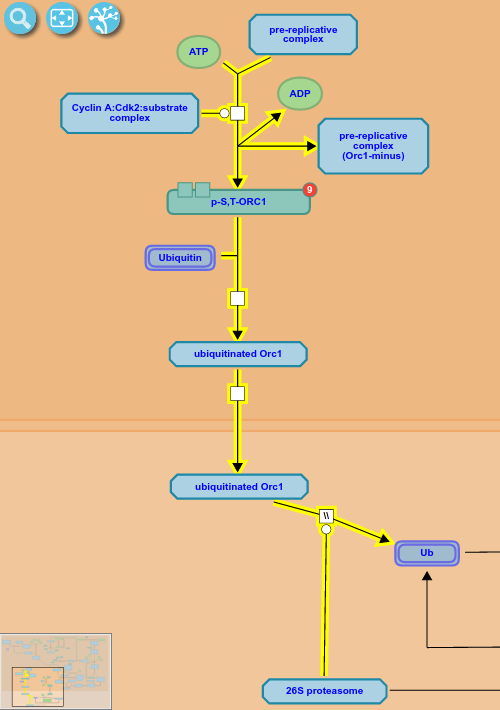 pre-replicative
complex
ATP
ADP
Cyclin A:Cdk2:substrate
complex
pre-replicative
complex
(Orc1-minus)
9
p-S,T-ORC1
Ubiquitin
ubiquitinated Orc1
ubiquitinated Orc1
\\
Ub
26S proteasome